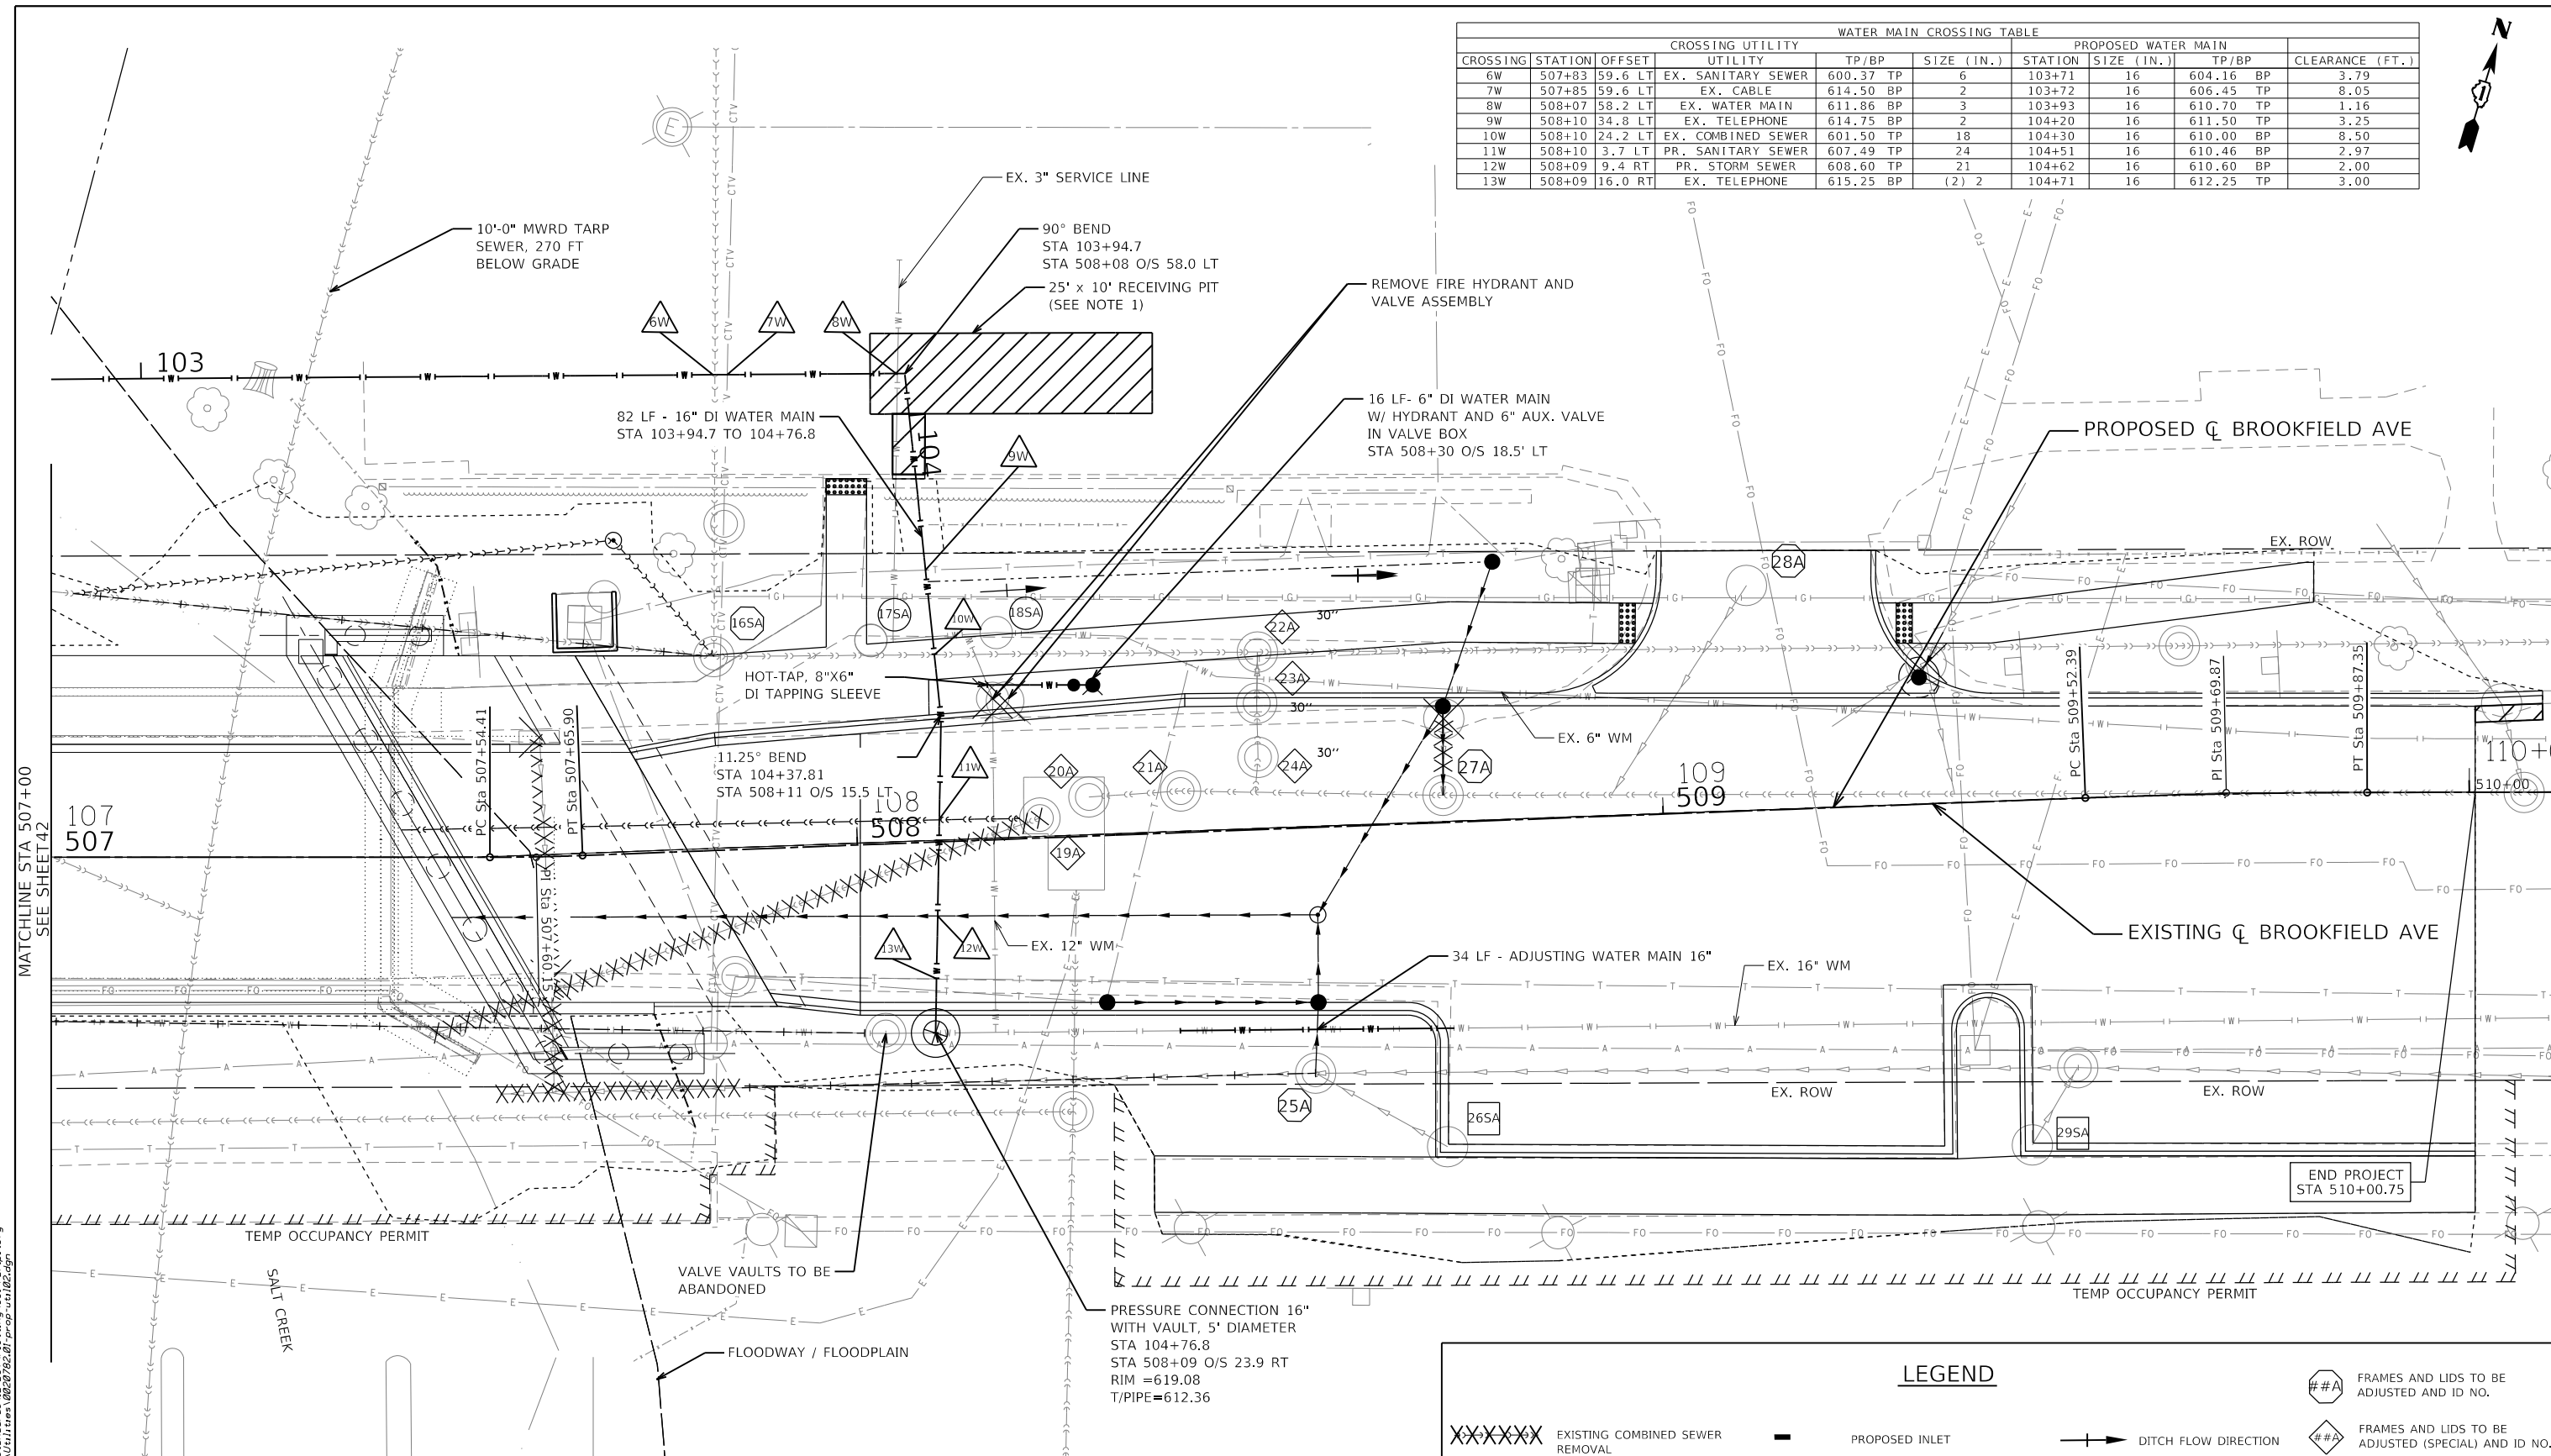 WATER MAIN CROSSING TABLE
CROSSING UTILITY PROPOSED WATER MAIN
CROSSING STATION OFFSET UTILITY TP/BP SIZE (IN.) STATION SIZE (IN.) TP/BP CLEARANCE (FT.)
6W 507+83 59.6 LT EX. SANITARY SEWER 600.37 TP 6 103+71 16 604.16 BP 3.79
7W 507+85 59.6 LT EX. CABLE 614.50 BP 2 103+72 16 606.45 TP 8.05
8W 508+07 58.2 LT EX. WATER MAIN 611.86 BP 3 103+93 16 610.70 TP 1.16
9W 508+10 34.8 LT EX. TELEPHONE 614.75 BP 2 104+20 16 611.50 TP 3.25
10W 508+10 24.2 LT EX. COMBINED SEWER 601.50 TP 18 104+30 16 610.00 BP 8.50
11W 508+10 3.7 LT PR. SANITARY SEWER 607.49 TP 24 104+51 16 610.46 BP 2.97
12W 508+09 9.4 RT PR. STORM SEWER 608.60 TP 21 104+62 16 610.60 BP 2.00
13W 508+09 16.0 RT EX. TELEPHONE 615.25 BP (2) 2 104+71 16 612.25 TP 3.00
N
E
EX. 3" SERVICE LINE
10'-0" MWRD TARP
SEWER, 270 FT
BELOW GRADE
90° BEND
STA 103+94.7
STA 508+08 O/S 58.0 LT
25' x 10' RECEIVING PIT
(SEE NOTE 1)
REMOVE FIRE HYDRANT AND
VALVE ASSEMBLY
6W
7W
8W
103
82 LF - 16" DI WATER MAIN
STA 103+94.7 TO 104+76.8
104
9W
16 LF- 6" DI WATER MAIN
W/ HYDRANT AND 6" AUX. VALVE
IN VALVE BOX
STA 508+30 O/S 18.5' LT
PROPOSED ℄ BROOKFIELD AVE
EX. ROW
28A
16SA
17SA
10W
18SA
22A
30"
HOT-TAP, 8"X6"
DI TAPPING SLEEVE
23A
30"
PC Sta 507+54.41
PT Sta 507+65.90
PI Sta 507+60.15
11.25° BEND
STA 104+37.81
STA 508+11 O/S 15.5 LT
11W
20A
21A
24A
30"
27A
EX. 6" WM
PC Sta 509+52.39
PI Sta 509+69.87
PT Sta 509+87.35
110+0
510+00
107
507
108
508
109
509
19A
MATCHLINE STA 507+00
SEE SHEET42
EXISTING ℄ BROOKFIELD AVE
13W
12W
EX. 12" WM
34 LF - ADJUSTING WATER MAIN 16"
EX. 16" WM
EX. ROW
EX. ROW
25A
26SA
29SA
END PROJECT
STA 510+00.75
TEMP OCCUPANCY PERMIT
SALT CREEK
VALVE VAULTS TO BE
ABANDONED
TEMP OCCUPANCY PERMIT
PRESSURE CONNECTION 16"
WITH VAULT, 5' DIAMETER
STA 104+76.8
STA 508+09 O/S 23.9 RT
RIM =619.08
T/PIPE=612.36
FLOODWAY / FLOODPLAIN
LEGEND
EXISTING COMBINED SEWER
REMOVAL
PROPOSED INLET
DITCH FLOW DIRECTION
##A FRAMES AND LIDS TO BE
ADJUSTED AND ID NO.
##A FRAMES AND LIDS TO BE
ADJUSTED (SPECIAL) AND ID NO.